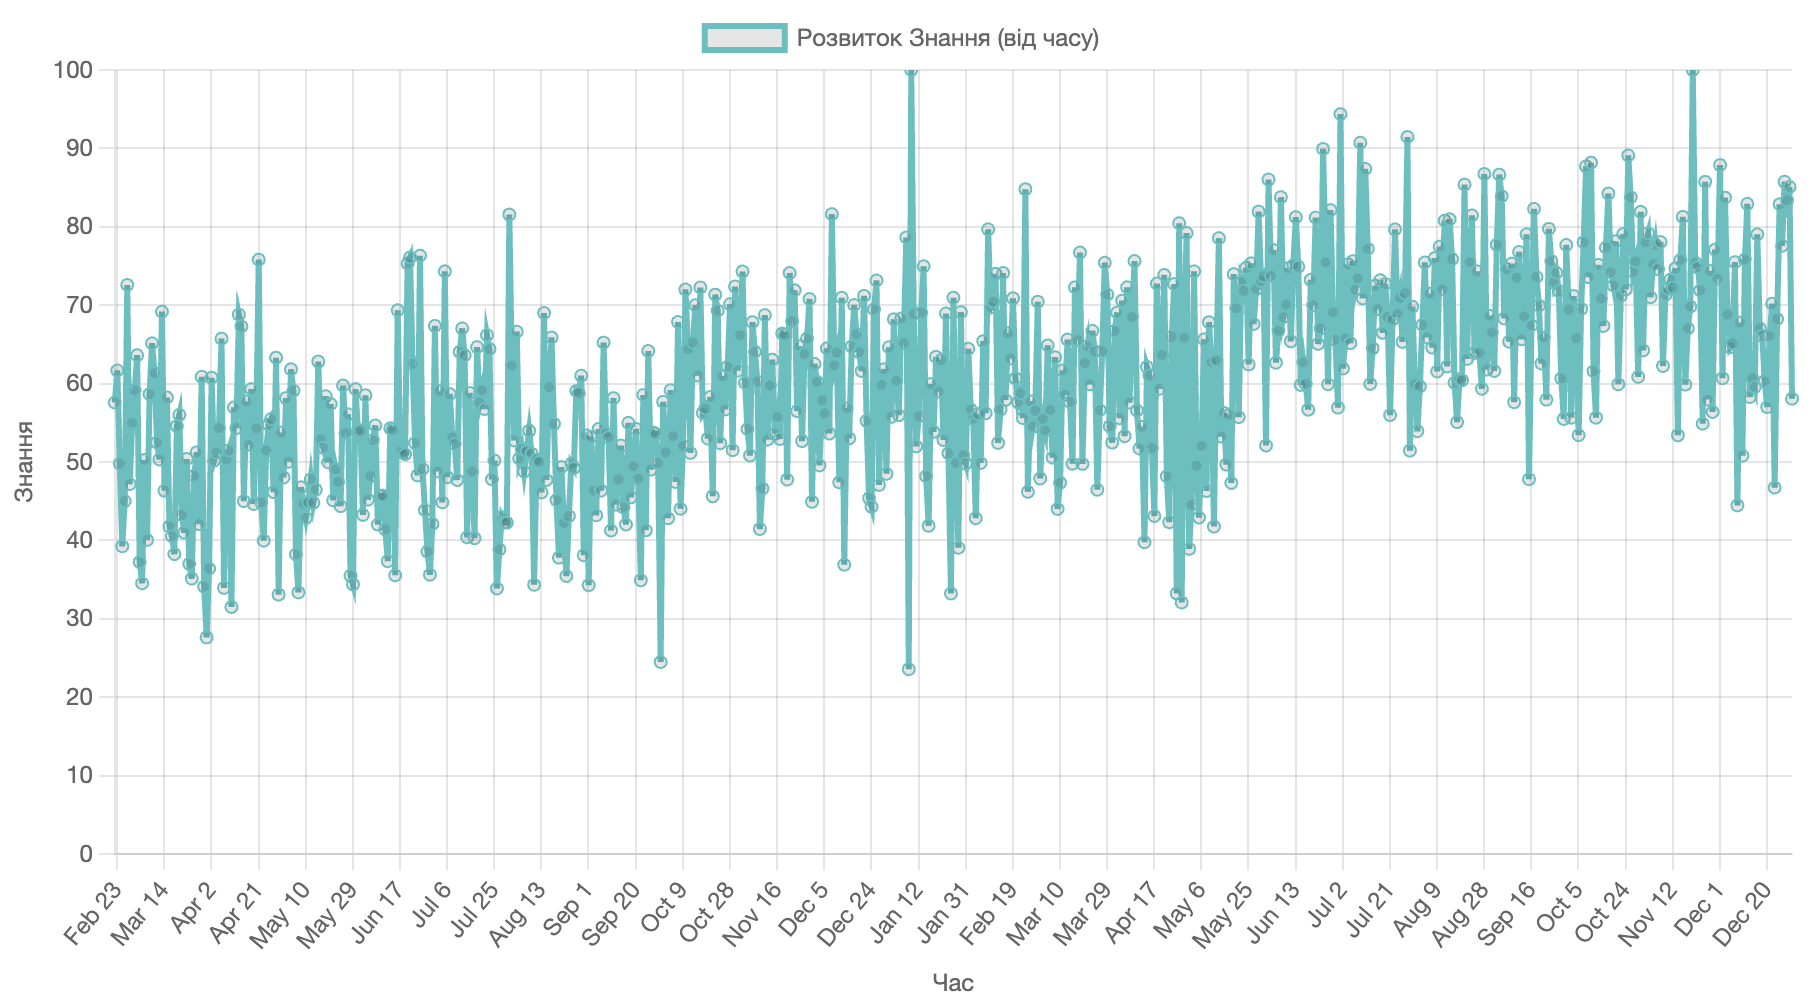 Розвиток Знання (від часу)
100
90
80
70
60
50
40
30
20
10
0
Знання
Feb 23
Mar 14
Apr 2
Apr 21
May 10
May 29
Jun 17
Jul 6
Jul 25
Aug 13
Sep 1
Sep 20
Oct 9
Oct 28
Nov 16
Dec 5
Dec 24
Jan 12
Jan 31
Feb 19
Mar 10
Mar 29
Apr 17
May 6
May 25
Jun 13
Jul 2
Jul 21
Aug 9
Aug 28
Sep 16
Oct 5
Oct 24
Nov 12
Dec 1
Dec 20
Час